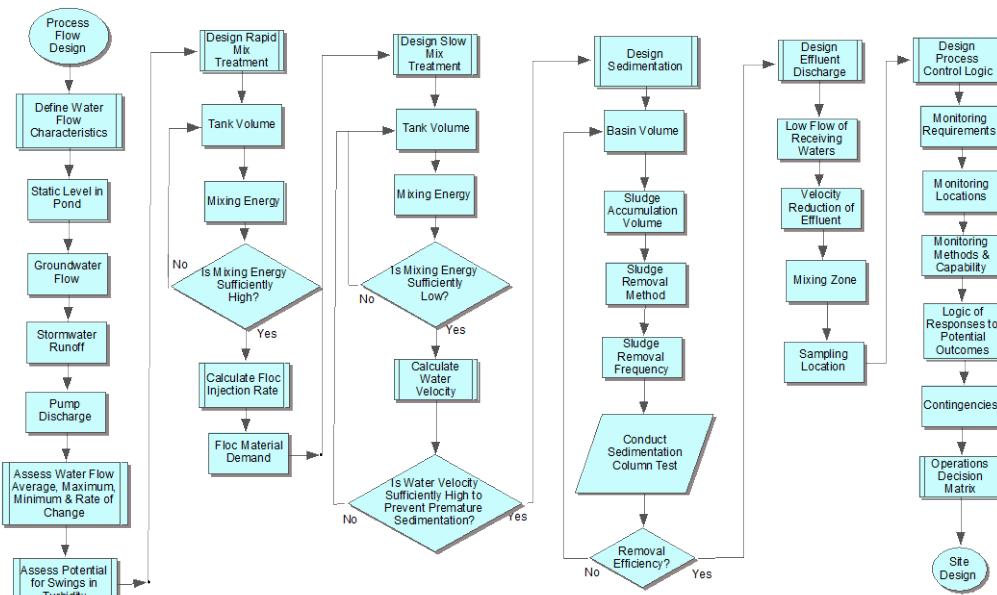 Process
Flow
Design
Define Water
Flow
Characteristics
Static Level in
Pond
Groundwater
Flow
Stormwater
Runoff
Pump
Discharge
Assess Water Flow
Average, Maximum,
Minimum & Rate of
Change
Assess Potential
for Swings in
Turbidity
Design Rapid
Mix
Treatment
Tank Volume
Mixing Energy
No
Is Mixing Energy
Sufficiently
High?
Yes
Calculate Floc
Injection Rate
Floc Material
Demand
Design Slow
Mix
Treatment
Tank Volume
Mixing Energy
Is Mixing Energy
Sufficiently
Low?
No
Yes
Calculate
Water
Velocity
Is Water Velocity
Sufficiently High to
Prevent Premature
Sedimentation?
No
Yes
Design
Sedimentation
Basin Volume
Sludge
Accumulation
Volume
Sludge
Removal
Method
Sludge
Removal
Frequency
Conduct
Sedimentation
Column Test
Removal
Efficiency?
No
Yes
Design
Effluent
Discharge
Low Flow of
Receiving
Waters
Velocity
Reduction of
Effluent
Mixing Zone
Sampling
Location
Design
Process
Control Logic
Monitoring
Requirements
Monitoring
Locations
Monitoring
Methods &
Capability
Logic of
Responses to
Potential
Outcomes
Contingencies
Operations
Decision
Matrix
Site
Design